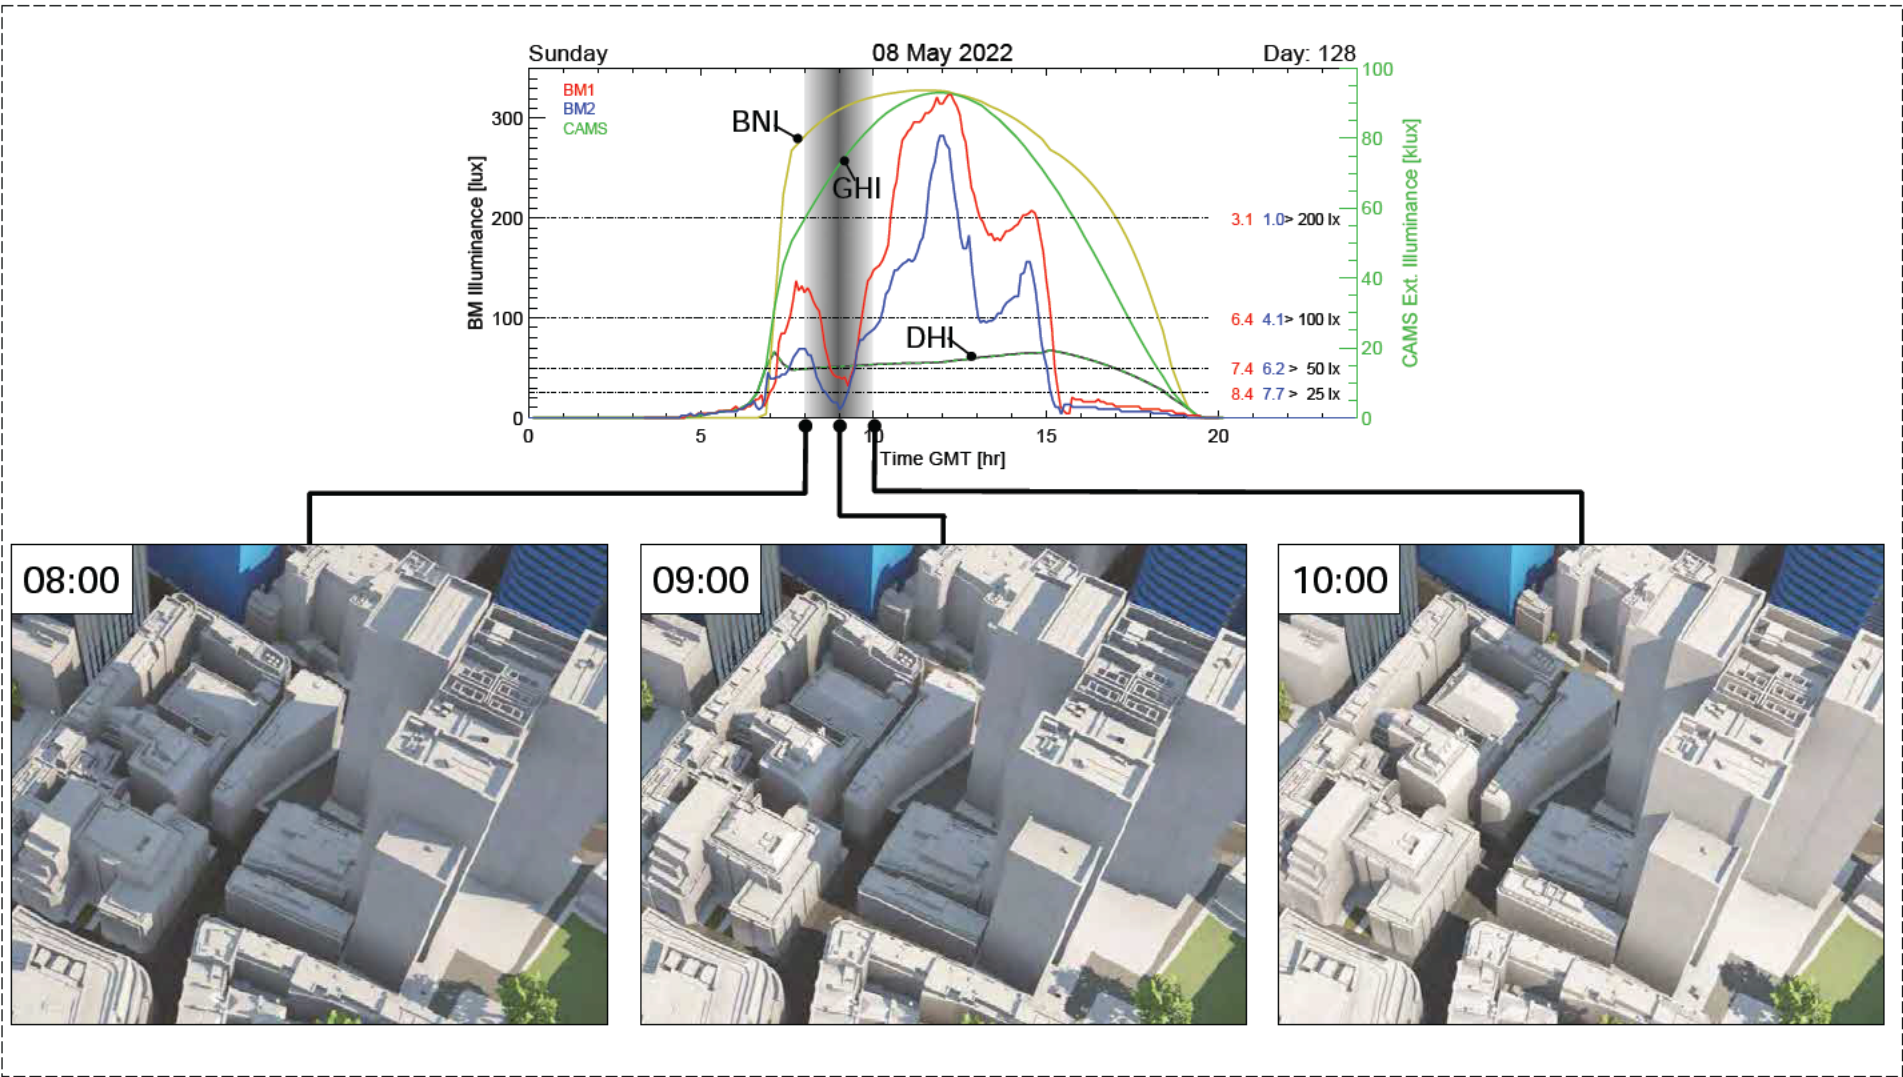 Sunday 08 May 2022 Day: 128
BM1
BM2
CAMS
BNI
GHI
DHI
BM Illuminance [lux]
300
200
100
0
CAMS Ext. Illuminance [klux]
100
80
60
40
20
0
3.1 1.0> 200 lx
6.4 4.1> 100 lx
7.4 6.2 > 50 lx
8.4 7.7 > 25 lx
0 5 10 15 20
Time GMT [hr]
08:00
09:00
10:00